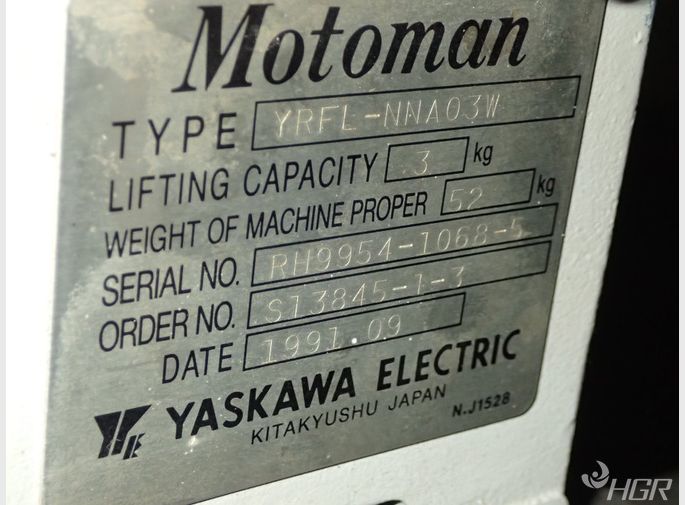 Motoman
TYPE YRFL-NNA03W
LIFTING CAPACITY 3 kg
WEIGHT OF MACHINE PROPER 52 kg
SERIAL NO. RH9954-1068-5
ORDER NO. S13845-1-3
DATE 1991.09
YE YASKAWA ELECTRIC
KITAKYUSHU JAPAN N.J1528
HGR